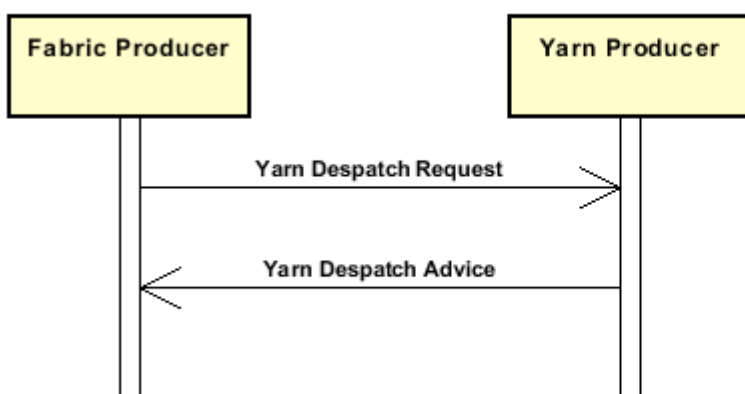 Fabric Producer
Yarn Producer
Yarn Despatch Request
Yarn Despatch Advice